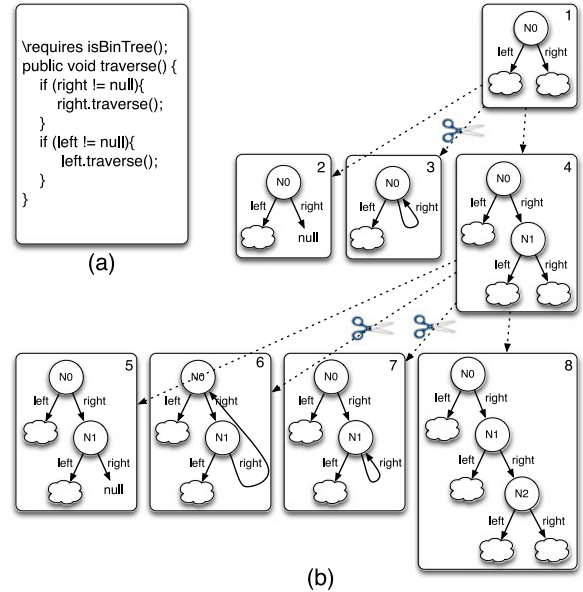 \requires isBinTree();
public void traverse() {
if (right != null){
right.traverse();
}
if (left != null){
left.traverse();
}
}
(a)
1
N0
left right
2
N0
left right
null
3
N0
left right
4
N0
left right
N1
left right
5
N0
left right
N1
left right
null
6
N0
left right
N1
left right
7
N0
left right
N1
left right
8
N0
left right
N1
left right
N2
left right
(b)